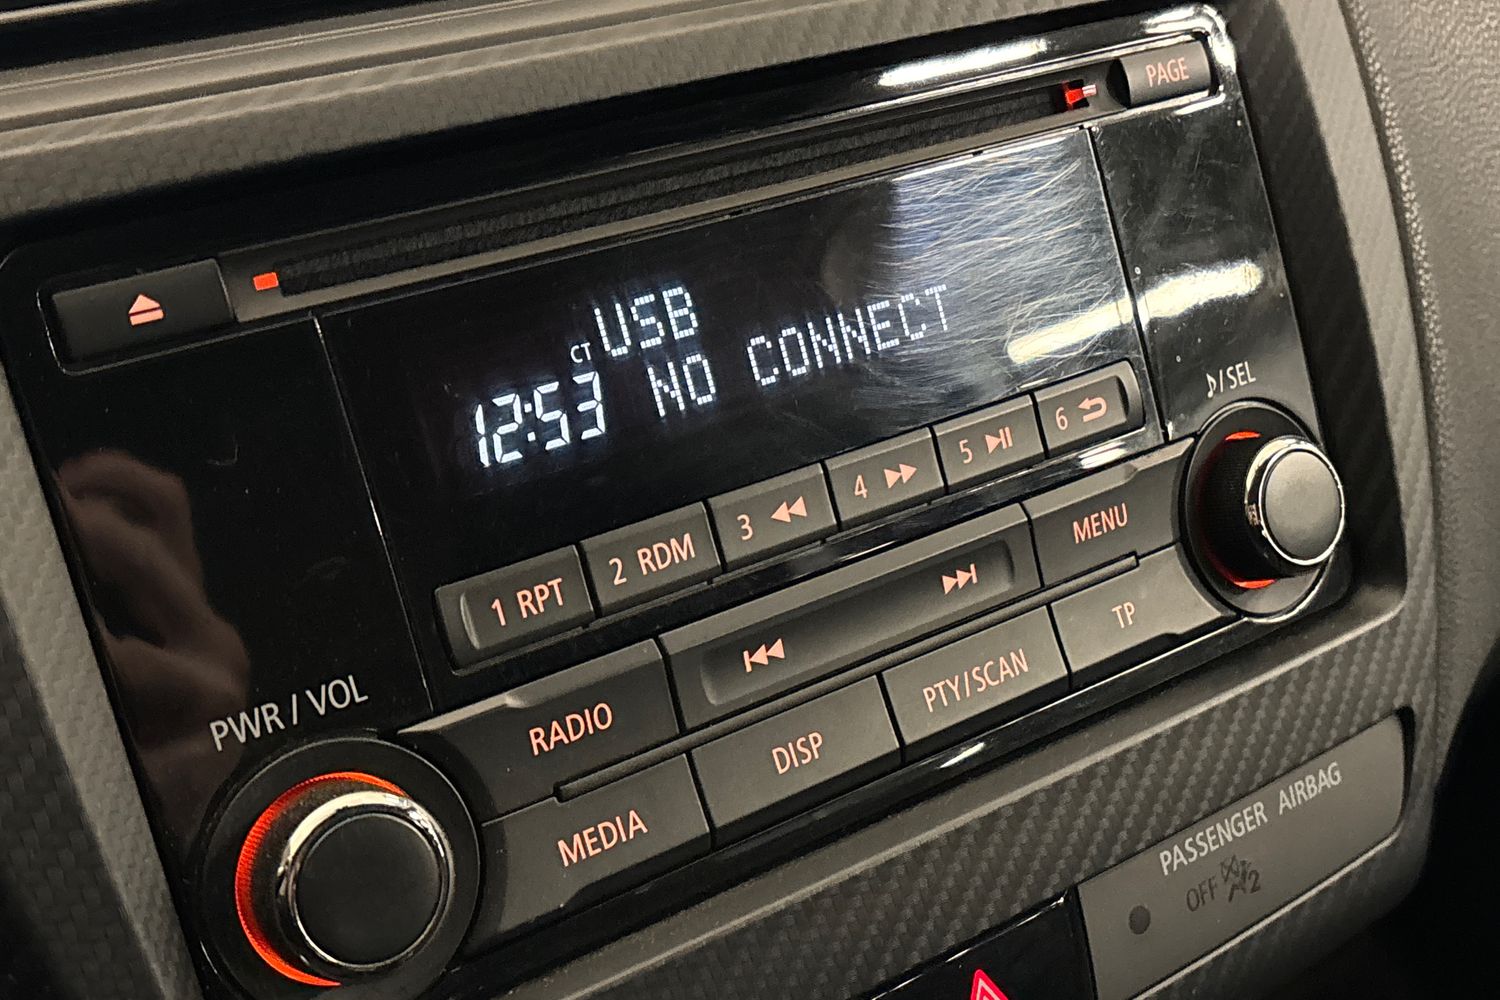 PAGE
USB
CT
12:53 NO CONNECT
♪/SEL
1 RPT 2 RDM 3 4 5 6
MENU
PWR / VOL
RADIO
TP
PTY/SCAN
DISP
MEDIA
PASSENGER AIRBAG
OFF 2